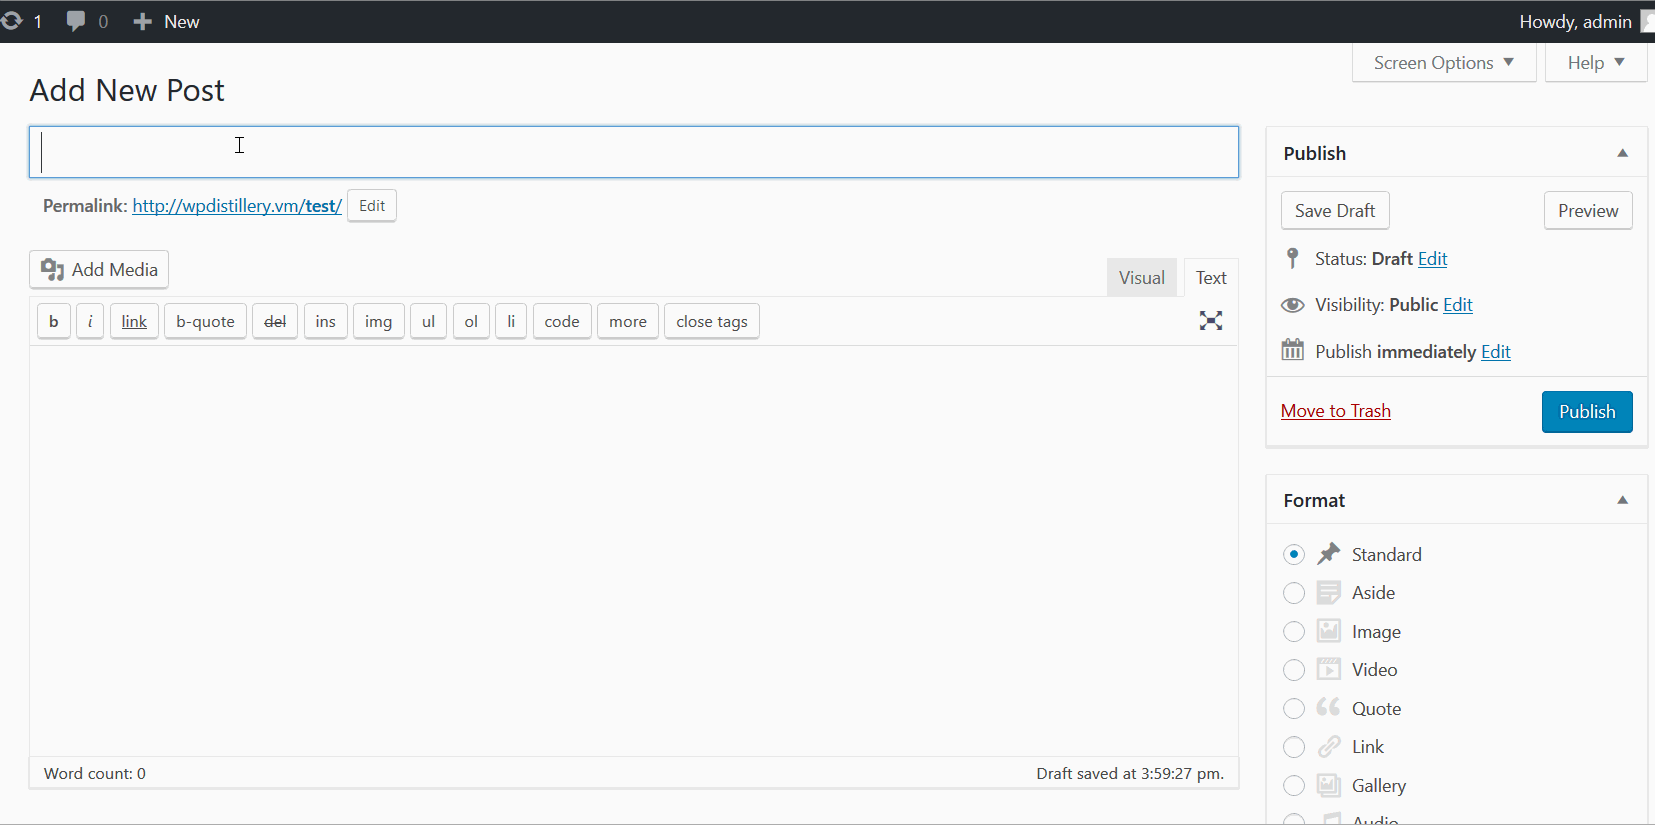 1 0 New Howdy, admin
Screen Options Help
Add New Post
Permalink: http://wpdistillery.vm/test/ Edit
Add Media
Visual Text
b i link b-quote del ins img ul ol li code more close tags
Word count: 0 Draft saved at 3:59:27 pm.
Publish
Save Draft Preview
Status: Draft Edit
Visibility: Public Edit
Publish immediately Edit
Move to Trash Publish
Format
Standard
Aside
Image
Video
Quote
Link
Gallery
Audio